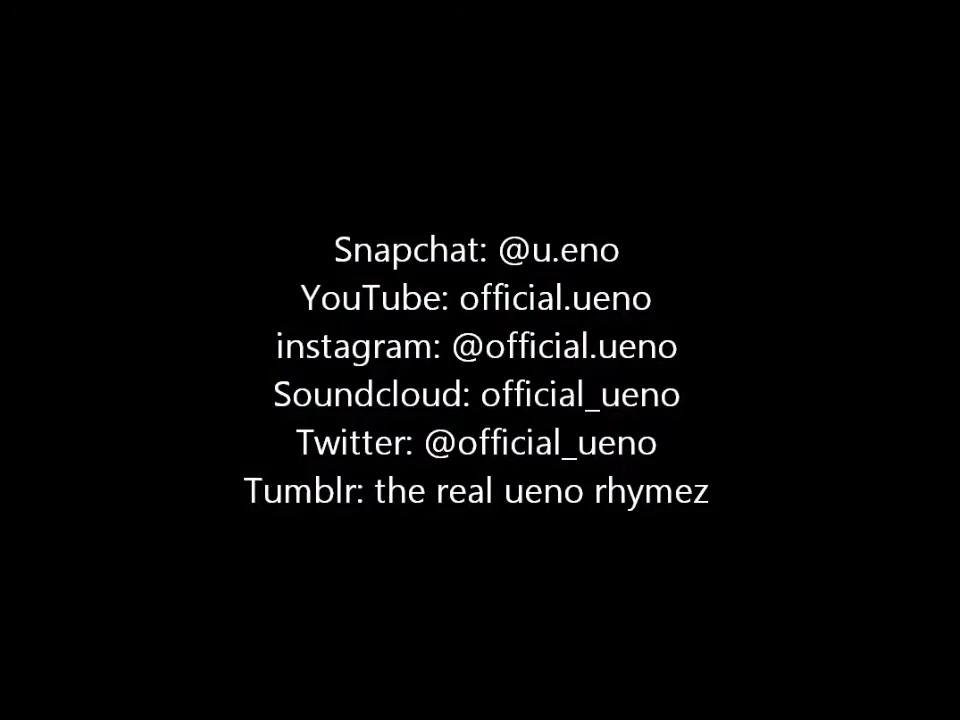 Snapchat: @u.eno
YouTube: official.ueno
instagram: @official.ueno
Soundcloud: official_ueno
Twitter: @official_ueno
Tumblr: the real ueno rhymez